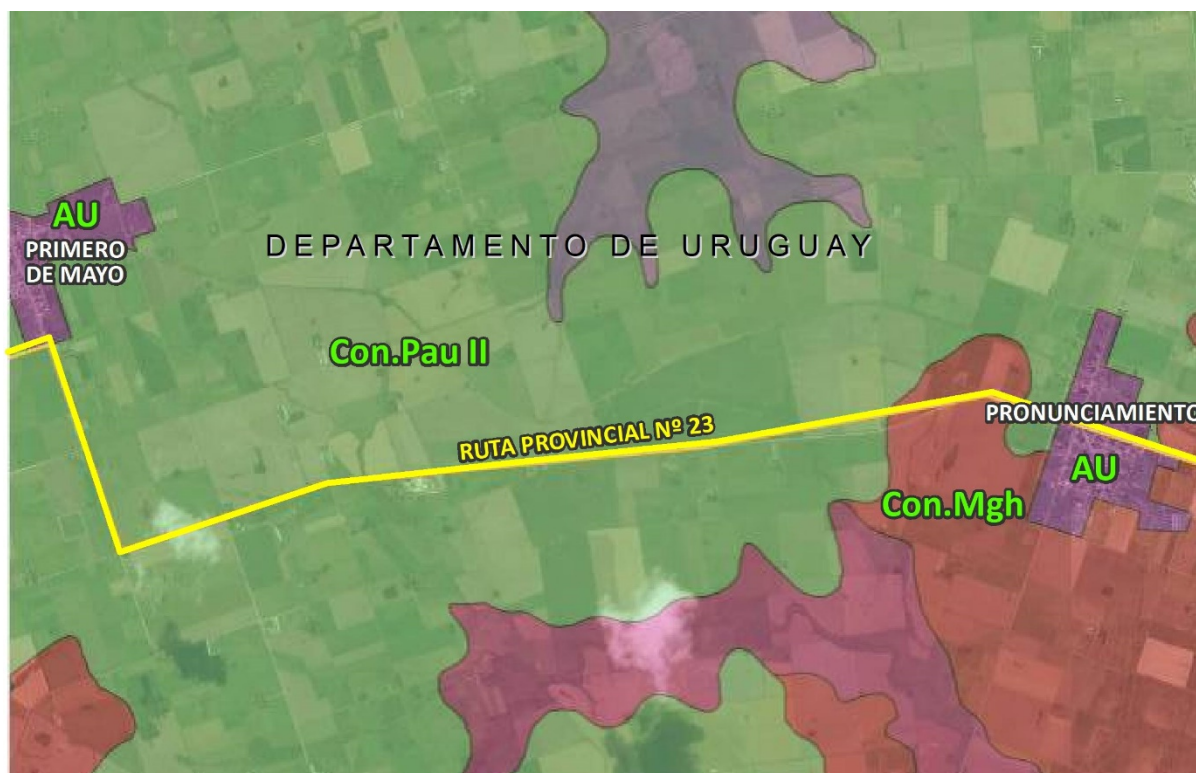 AU
PRIMERO
DE MAYO
DEPARTAMENTO DE URUGUAY
Con.Pau II
RUTA PROVINCIAL Nº 23
PRONUNCIAMIENTO
AU
Con.Mgh